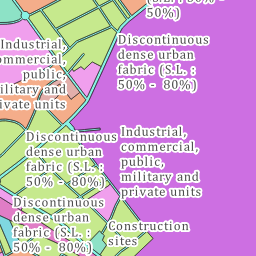 50%)
Discontinuous
dense urban
fabric (S.L. :
50% - 80%)
Industrial,
commercial,
public,
military and
private units
Discontinuous
dense urban
fabric (S.L. :
50% - 80%)
Industrial,
commercial,
public,
military and
private units
Discontinuous
dense urban
fabric (S.L. :
50% - 80%)
Construction
sites